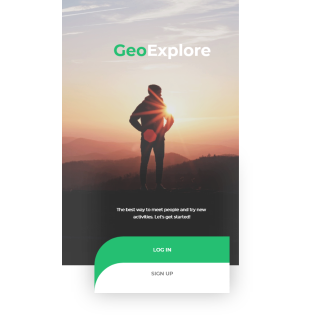 GeoExplore
The best way to meet people and try new
activities. Let's get started!
LOG IN
SIGN UP